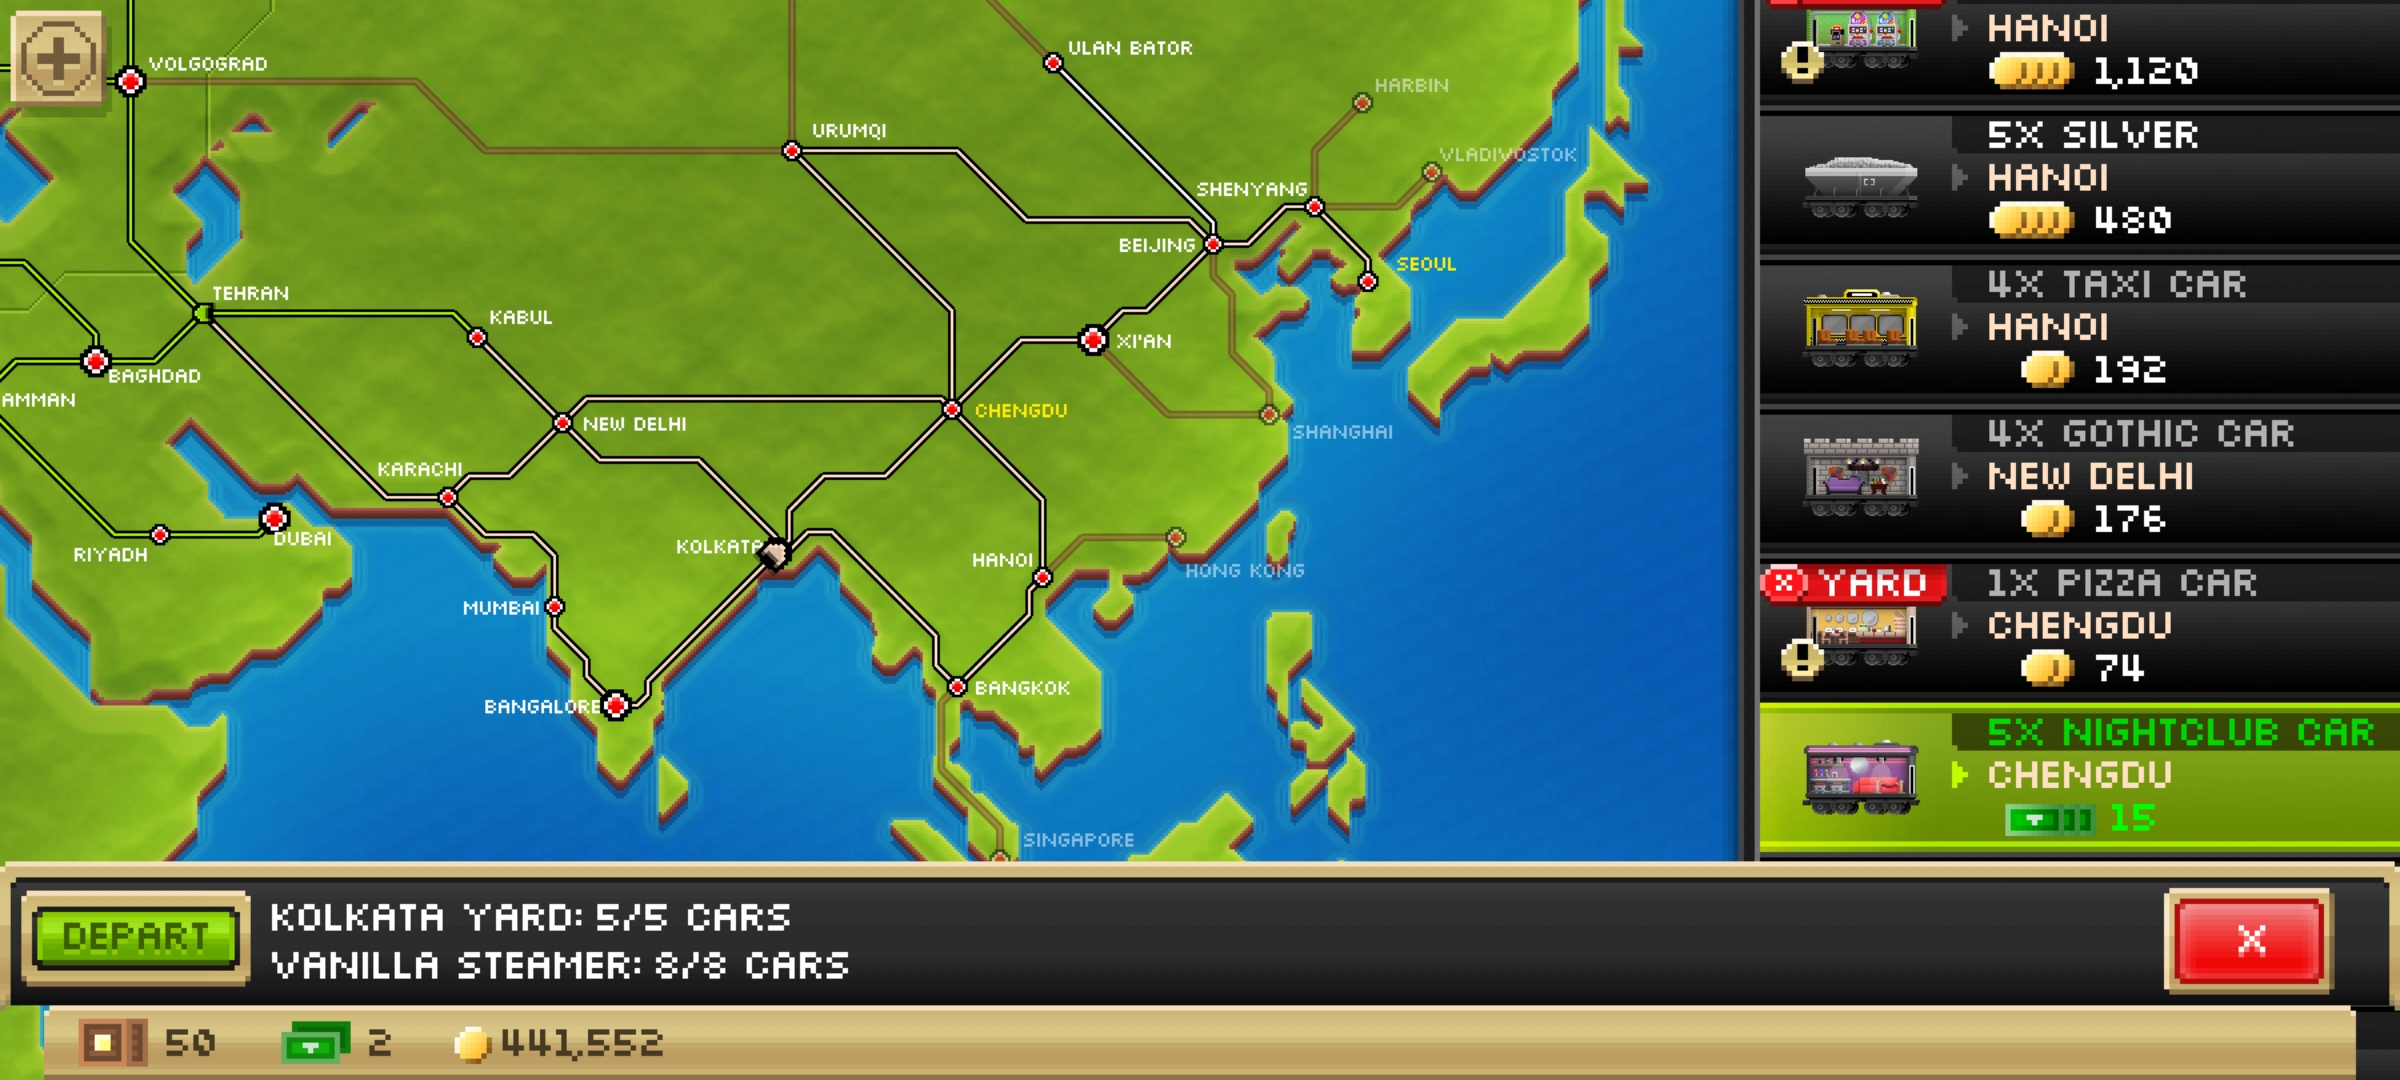 VOLGOGRAD
ULAN BATOR
HARBIN
URUMQI
VLADIVOSTOK
SHENYANG
BEIJING
SEOUL
TEHRAN
KABUL
XI'AN
BAGHDAD
AMMAN
NEW DELHI
CHENGDU
SHANGHAI
KARACHI
RIYADH
DUBAI
KOLKATA
HANOI
HONG KONG
MUMBAI
BANGALORE
BANGKOK
SINGAPORE
HANOI
1,120
5X SILVER
HANOI
480
4X TAXI CAR
HANOI
192
4X GOTHIC CAR
NEW DELHI
176
YARD
1X PIZZA CAR
CHENGDU
74
5X NIGHTCLUB CAR
CHENGDU
15
DEPART
KOLKATA YARD: 5/5 CARS
VANILLA STEAMER: 8/8 CARS
X
50
2
441,552